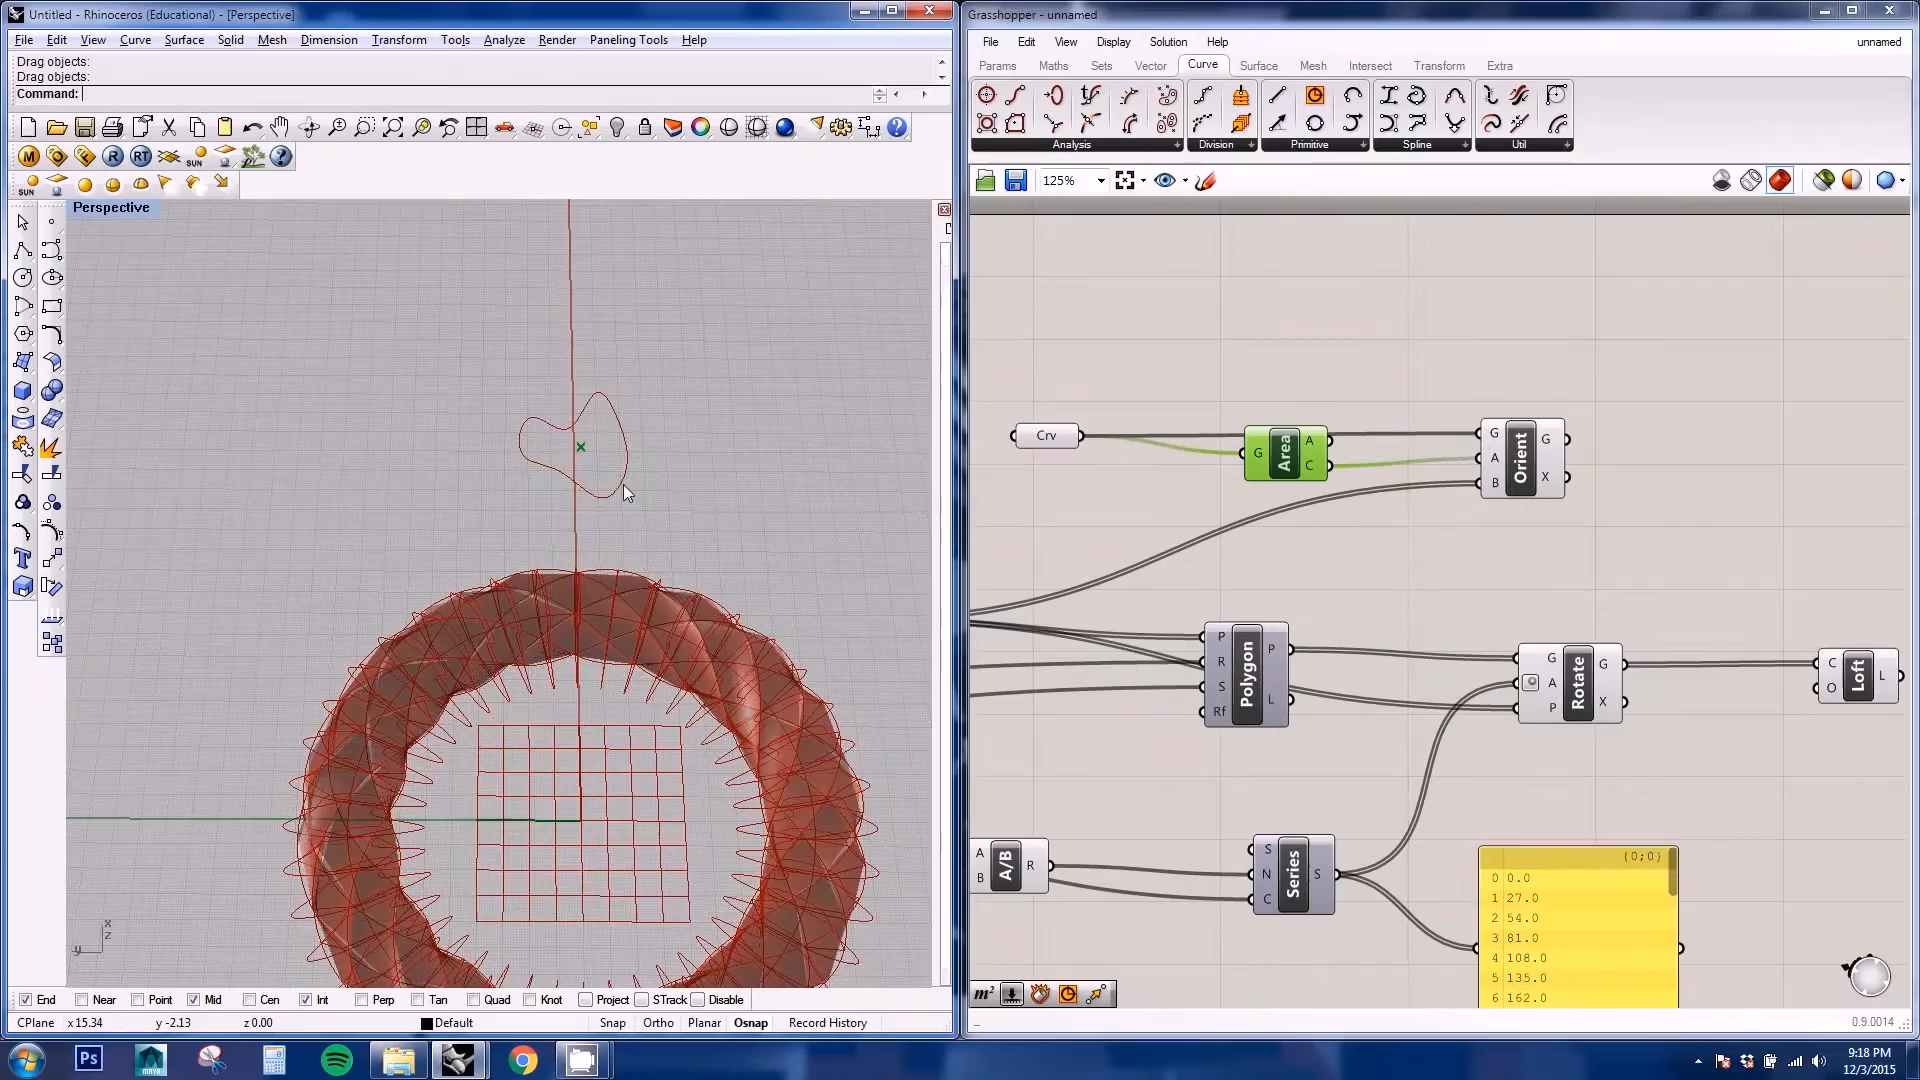 Untitled - Rhinoceros (Educational) - [Perspective]
File Edit View Curve Surface Solid Mesh Dimension Transform Tools Analyze Render Paneling Tools Help
Drag objects:
Drag objects:
Command:
M
R
RT
SUN
SUN
Perspective
x
z
y
End Near Point Mid Cen Int Perp Tan Quad Knot Project STrack Disable
CPlane x 15.34 y -2.13 z 0.00 Default Snap Ortho Planar Osnap Record History
Grasshopper - unnamed
File Edit View Display Solution Help unnamed
Params Maths Sets Vector Curve Surface Mesh Intersect Transform Extra
Analysis Division Primitive Spline Util
125%
Crv
G Area A C
G A B Orient G X
P R S Rf Polygon P L
G A P Rotate G X
C O Loft L
A B A/B R
S N C Series S
{0;0}
0 0.0
1 27.0
2 54.0
3 81.0
4 108.0
5 135.0
6 162.0
m²
0.9.0014
Ps
MAYA
9:18 PM
12/3/2015